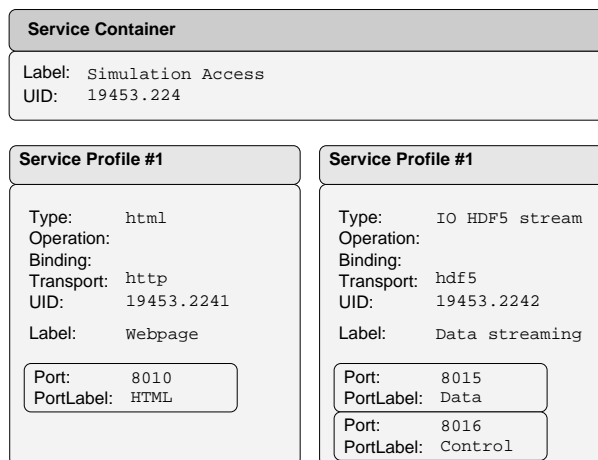 Service Container
Label: Simulation Access
UID: 19453.224
Service Profile #1
Type: html
Operation:
Binding:
Transport: http
UID: 19453.2241
Label: Webpage
Port: 8010
PortLabel: HTML
Service Profile #1
Type: IO HDF5 stream
Operation:
Binding:
Transport: hdf5
UID: 19453.2242
Label: Data streaming
Port: 8015
PortLabel: Data
Port: 8016
PortLabel: Control